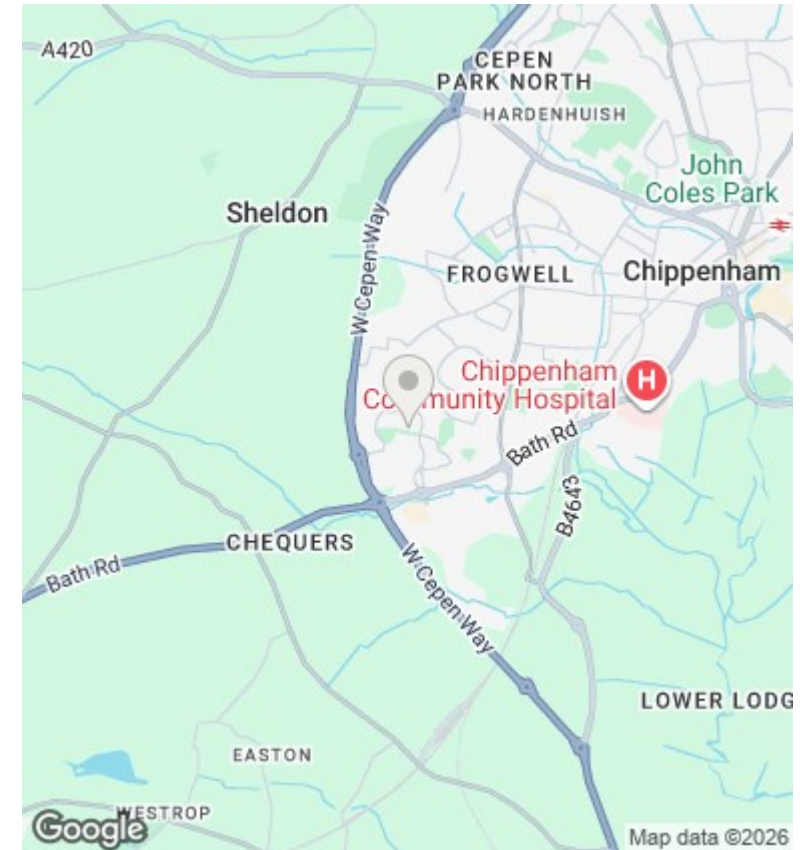 A420
CEPEN
PARK NORTH
HARDENHUISH
John
Coles Park
Sheldon
W Cepen Way
FROGWELL
Chippenham
Chippenham
Community Hospital
H
Bath Rd
B4643
CHEQUERS
Bath Rd
W Cepen Way
LOWER LODG
EASTON
WESTROP
Google
Map data ©2026